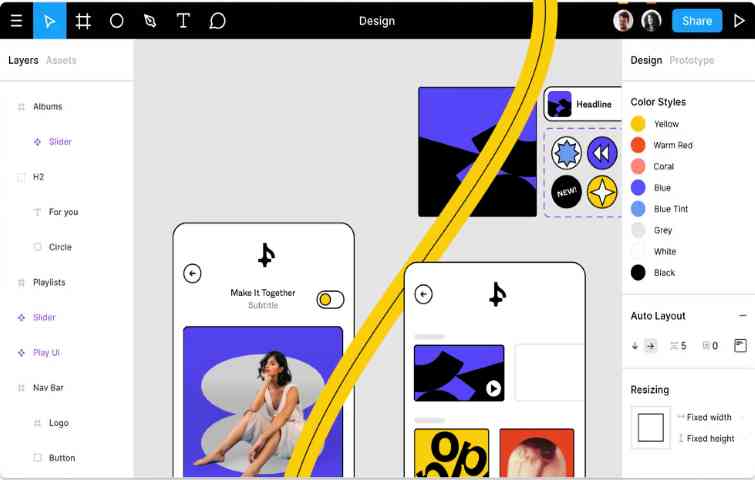 Design
Share
Layers Assets
Albums
Slider
H2
For you
Circle
Playlists
Slider
Play UI
Nav Bar
Logo
Button
Headline
NEW!
Make It Together
Subtitle
op
Design Prototype
Color Styles
Yellow
Warm Red
Coral
Blue
Blue Tint
Grey
White
Black
Auto Layout
5 0
Resizing
Fixed width
Fixed height